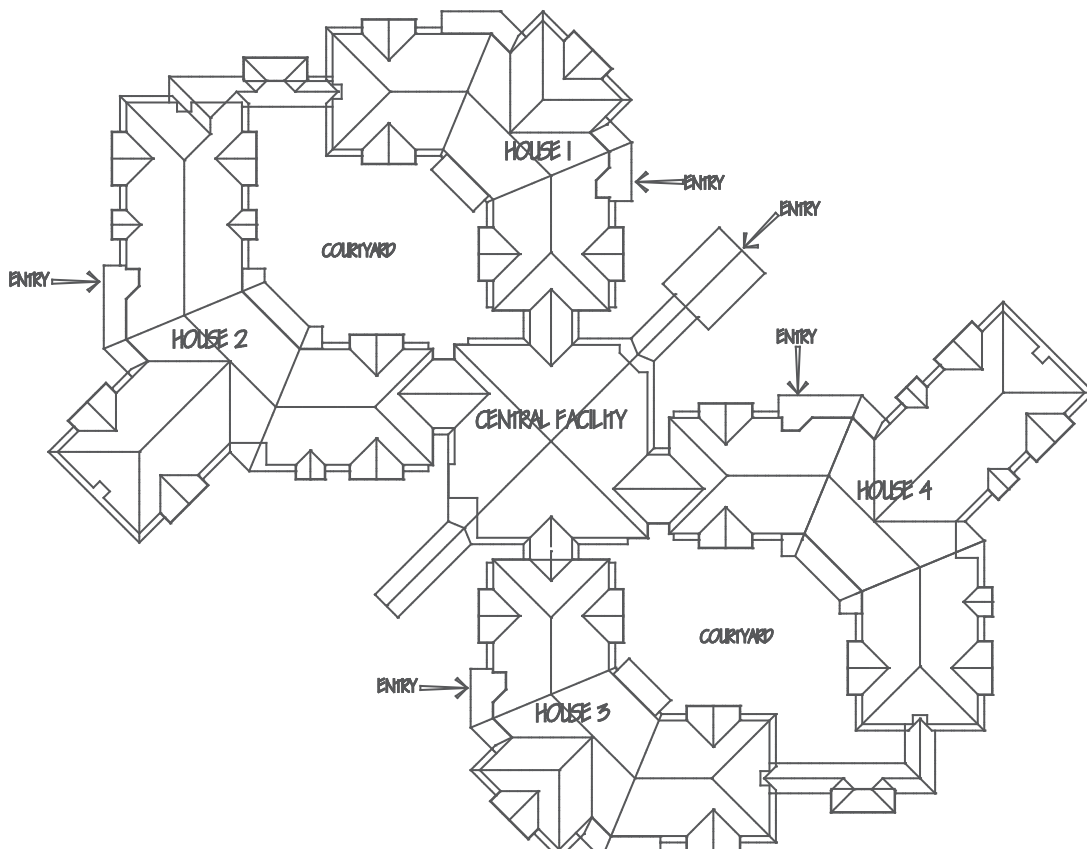 HOUSE 1
ENTRY
ENTRY
COURTYARD
ENTRY
HOUSE 2
ENTRY
CENTRAL FACILITY
HOUSE 4
COURTYARD
ENTRY
HOUSE 3